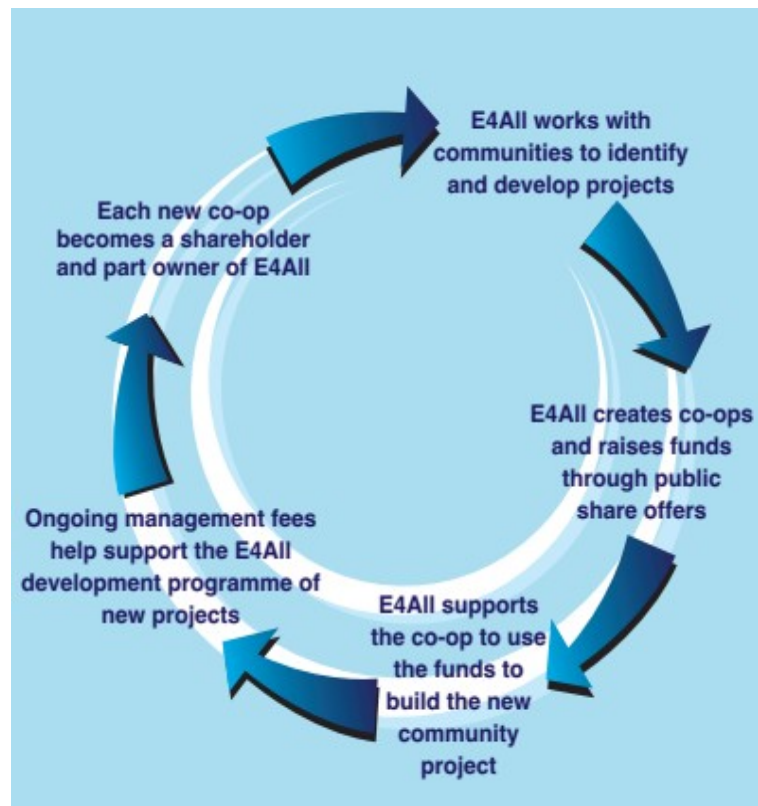 E4All works with
communities to identify
and develop projects
E4All creates co-ops
and raises funds
through public
share offers
E4All supports
the co-op to use
the funds to
build the new
community
project
Ongoing management fees
help support the E4All
development programme of
new projects
Each new co-op
becomes a shareholder
and part owner of E4All